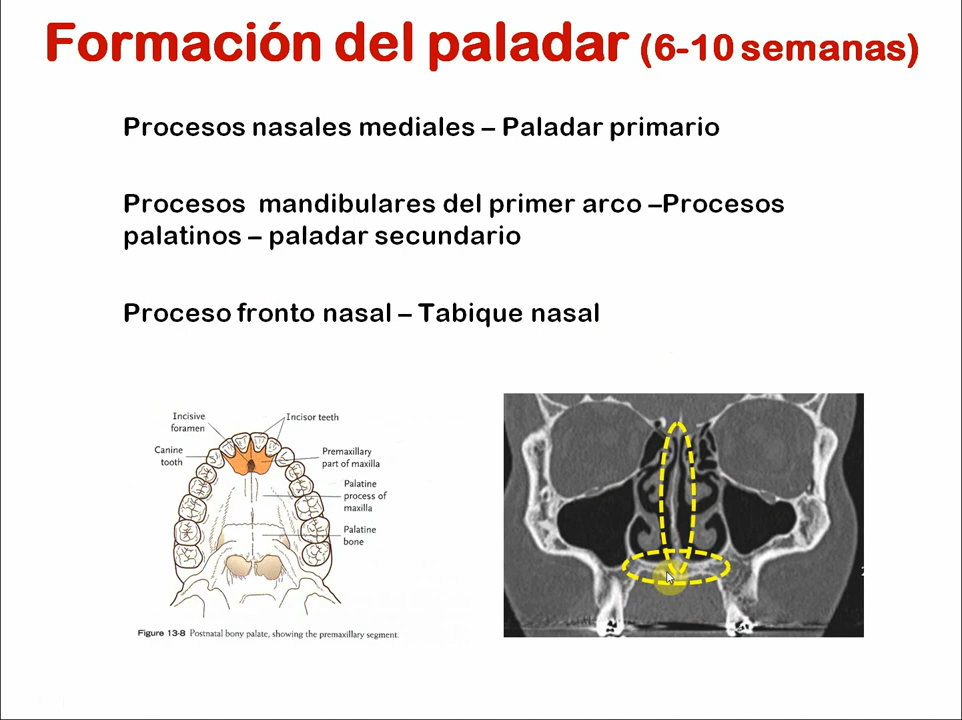 Formación del paladar (6-10 semanas)
Procesos nasales mediales – Paladar primario
Procesos mandibulares del primer arco –Procesos
palatinos – paladar secundario
Proceso fronto nasal – Tabique nasal
Incisive
foramen
Incisor teeth
Canine
tooth
Premaxillary
part of maxilla
Palatine
process of
maxilla
Palatine
bone
Figure 13-8 Postnatal bony palate, showing the premaxillary segment.